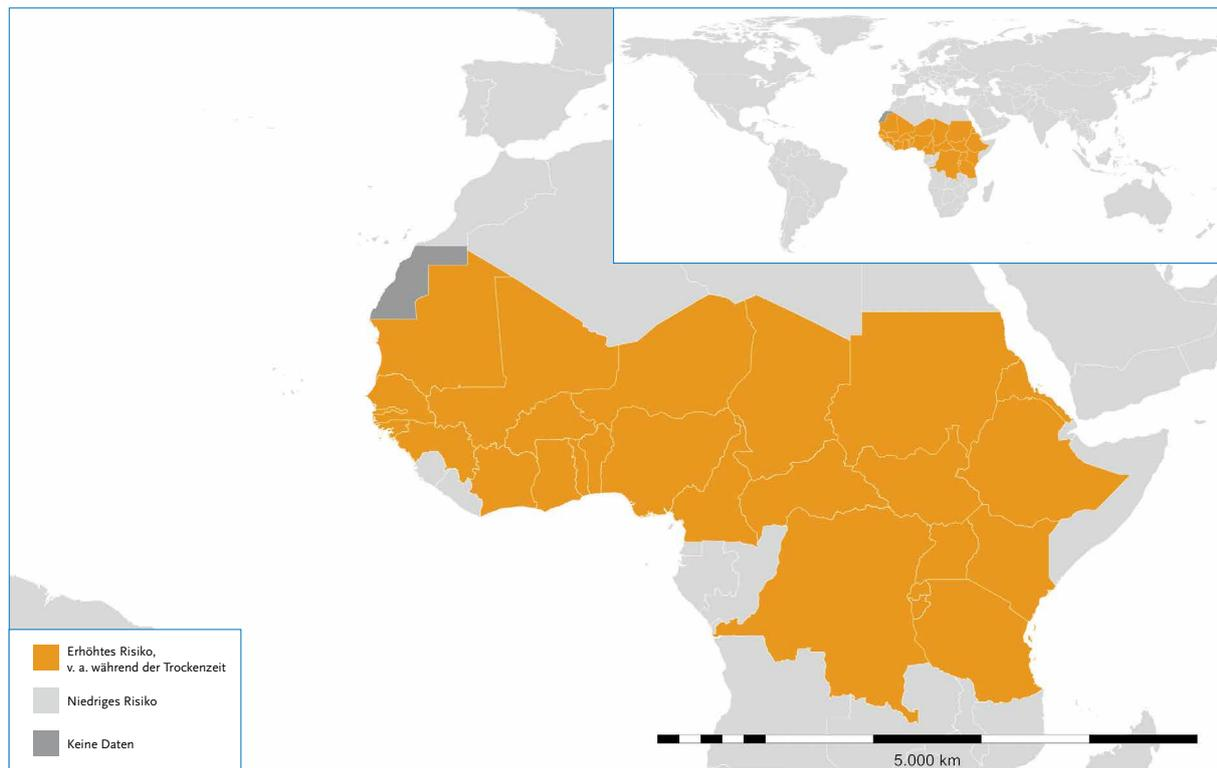 Erhöhtes Risiko,
v. a. während der Trockenzeit
Niedriges Risiko
Keine Daten
5.000 km